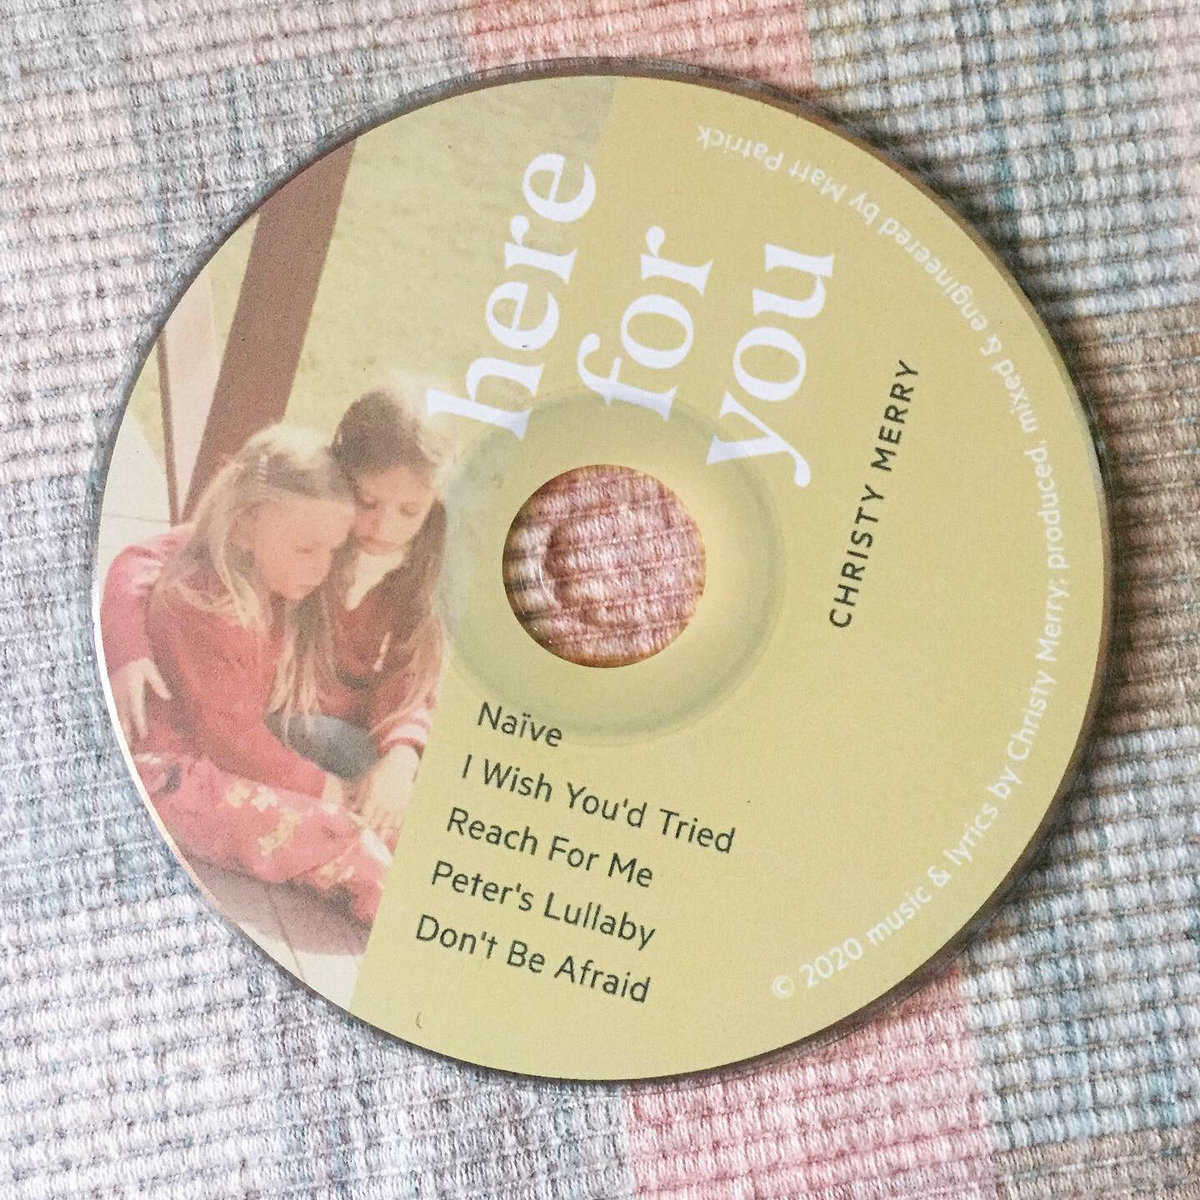 here
for
you
CHRISTY MERRY
Naïve
I Wish You'd Tried
Reach For Me
Peter's Lullaby
Don't Be Afraid
© 2020 music & lyrics by Christy Merry; produced, mixed & engineered by Matt Patrick